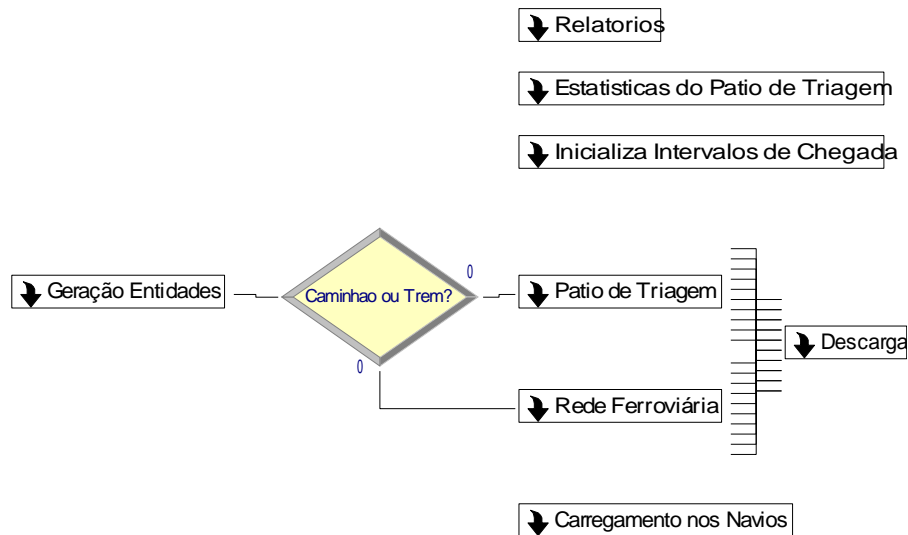 Relatorios
Estatisticas do Patio de Triagem
Inicializa Intervalos de Chegada
0
Geração Entidades
Caminhao ou Trem?
Patio de Triagem
Descarga
0
Rede Ferroviária
Carregamento nos Navios